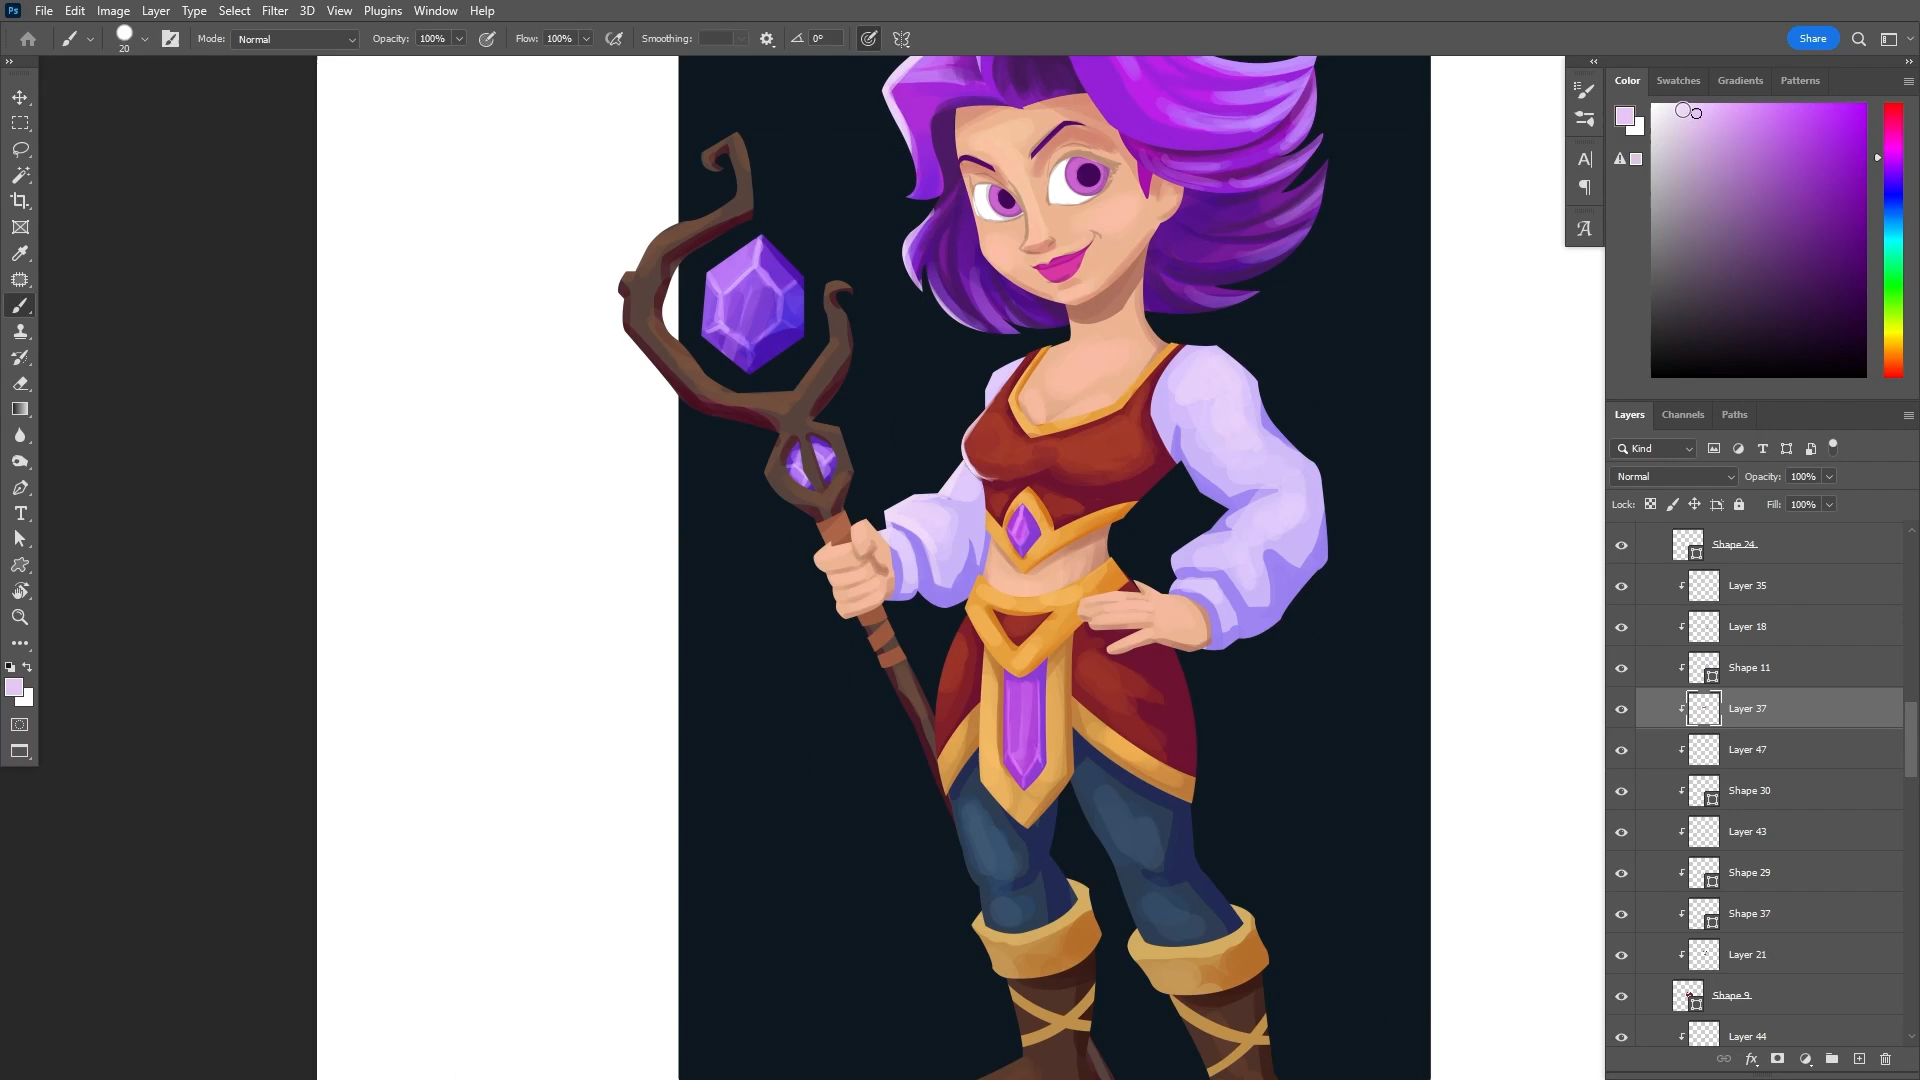 Ps File Edit Image Layer Type Select Filter 3D View Plugins Window Help
20 Mode: Normal Opacity: 100% Flow: 100% Smoothing: 0° Share
Color Swatches Gradients Patterns
Layers Channels Paths
Kind
Normal Opacity: 100%
Lock: Fill: 100%
Shape 24
Layer 35
Layer 18
Shape 11
Layer 37
Layer 47
Shape 30
Layer 43
Shape 29
Shape 37
Layer 21
Shape 9
Layer 44